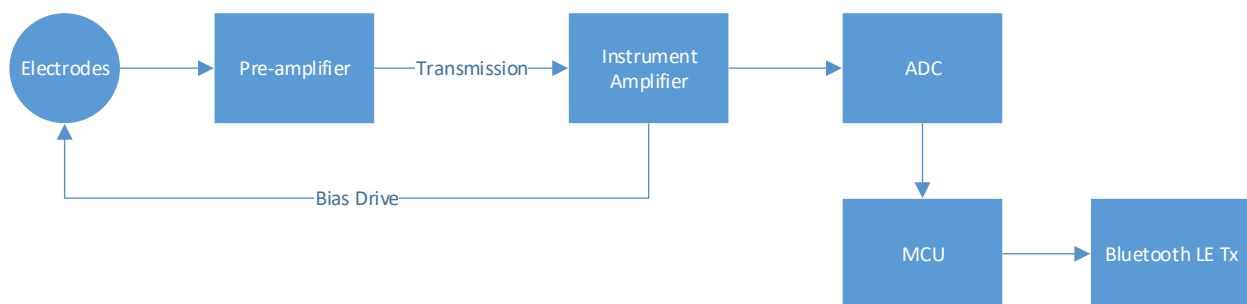 Electrodes
Pre-amplifier
Transmission
Instrument
Amplifier
ADC
Bias Drive
MCU
Bluetooth LE Tx